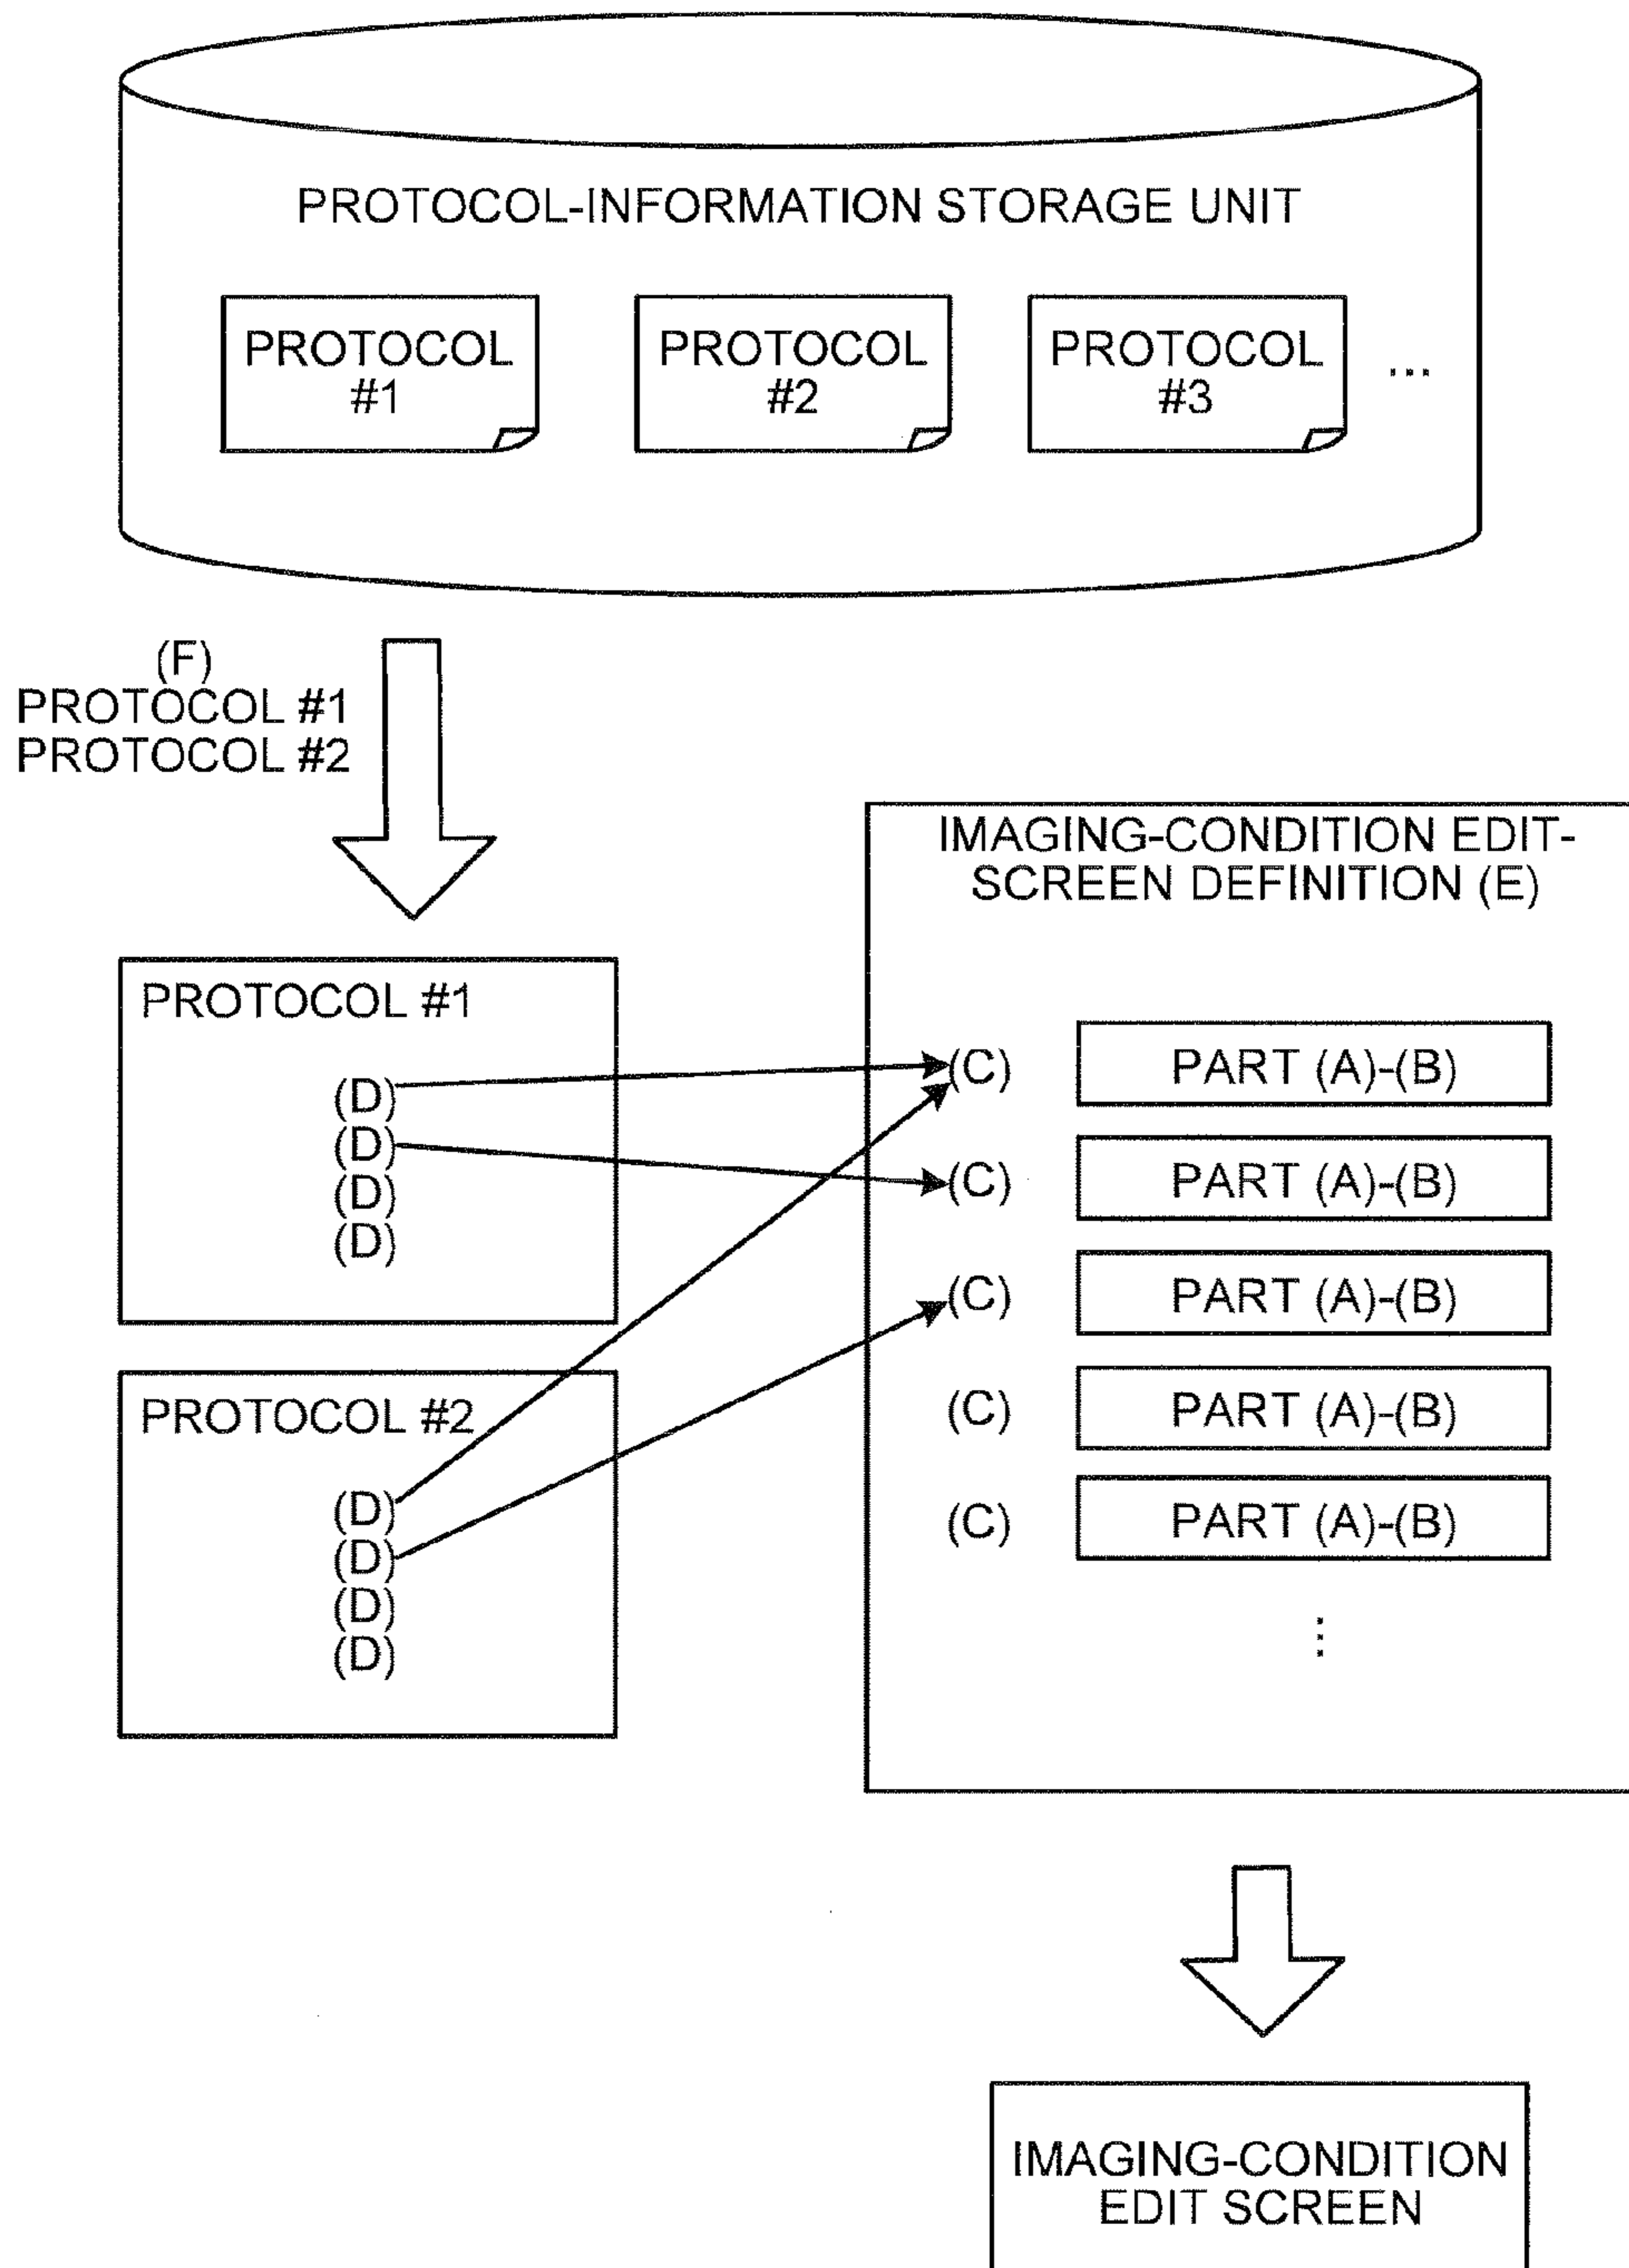 PROTOCOL-INFORMATION STORAGE UNIT
PROTOCOL
#1
PROTOCOL
#2
PROTOCOL
#3
...
(F)
PROTOCOL #1
PROTOCOL #2
PROTOCOL #1
(D)
(D)
(D)
(D)
PROTOCOL #2
(D)
(D)
(D)
(D)
IMAGING-CONDITION EDIT-
SCREEN DEFINITION (E)
(C) PART (A)-(B)
(C) PART (A)-(B)
(C) PART (A)-(B)
(C) PART (A)-(B)
(C) PART (A)-(B)
⋮
IMAGING-CONDITION
EDIT SCREEN